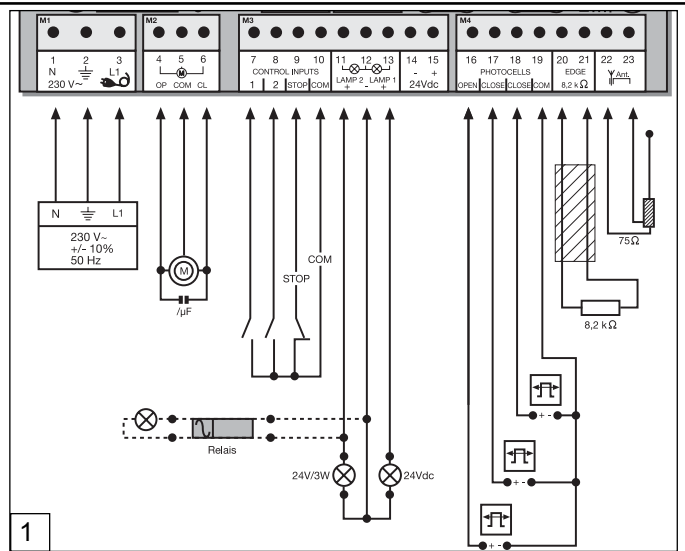 M1 M2 M3 M4
1 2 3 4 5 6 7 8 9 10 11 12 13 14 15 16 17 18 19 20 21 22 23
N L1 M CONTROL INPUTS - + PHOTOCELLS EDGE Ant.
230 V~ OP COM CL 1 2 STOP COM LAMP 2 LAMP 1 24Vdc OPEN CLOSE CLOSE COM 8,2 kΩ
+ - +
N L1
230 V~
+/- 10%
50 Hz
M
/µF
STOP
COM
75Ω
8,2 kΩ
Relais
24V/3W
24Vdc
+ -
+ -
+ -
1